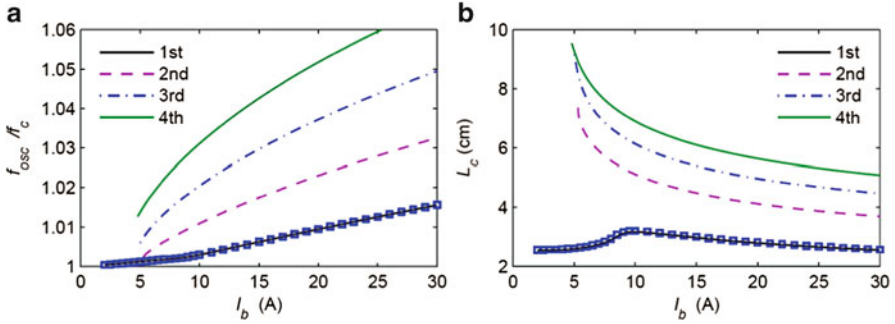 a
f_osc /f_c
1.06
1.05
1.04
1.03
1.02
1.01
1
1st
2nd
3rd
4th
0 5 10 15 20 25 30
I_b (A)
b
L_c (cm)
10
8
6
4
2
1st
2nd
3rd
4th
0 5 10 15 20 25 30
I_b (A)